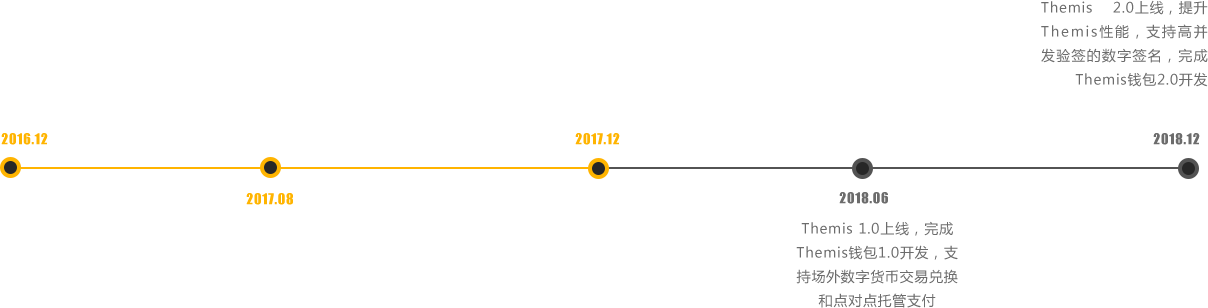 Themis 2.0上线，提升
Themis性能，支持高并
发验签的数字签名，完成
Themis钱包2.0开发
2016.12
2017.12
2018.12
2017.08
2018.06
Themis 1.0上线，完成
Themis钱包1.0开发，支
持场外数字货币交易兑换
和点对点托管支付